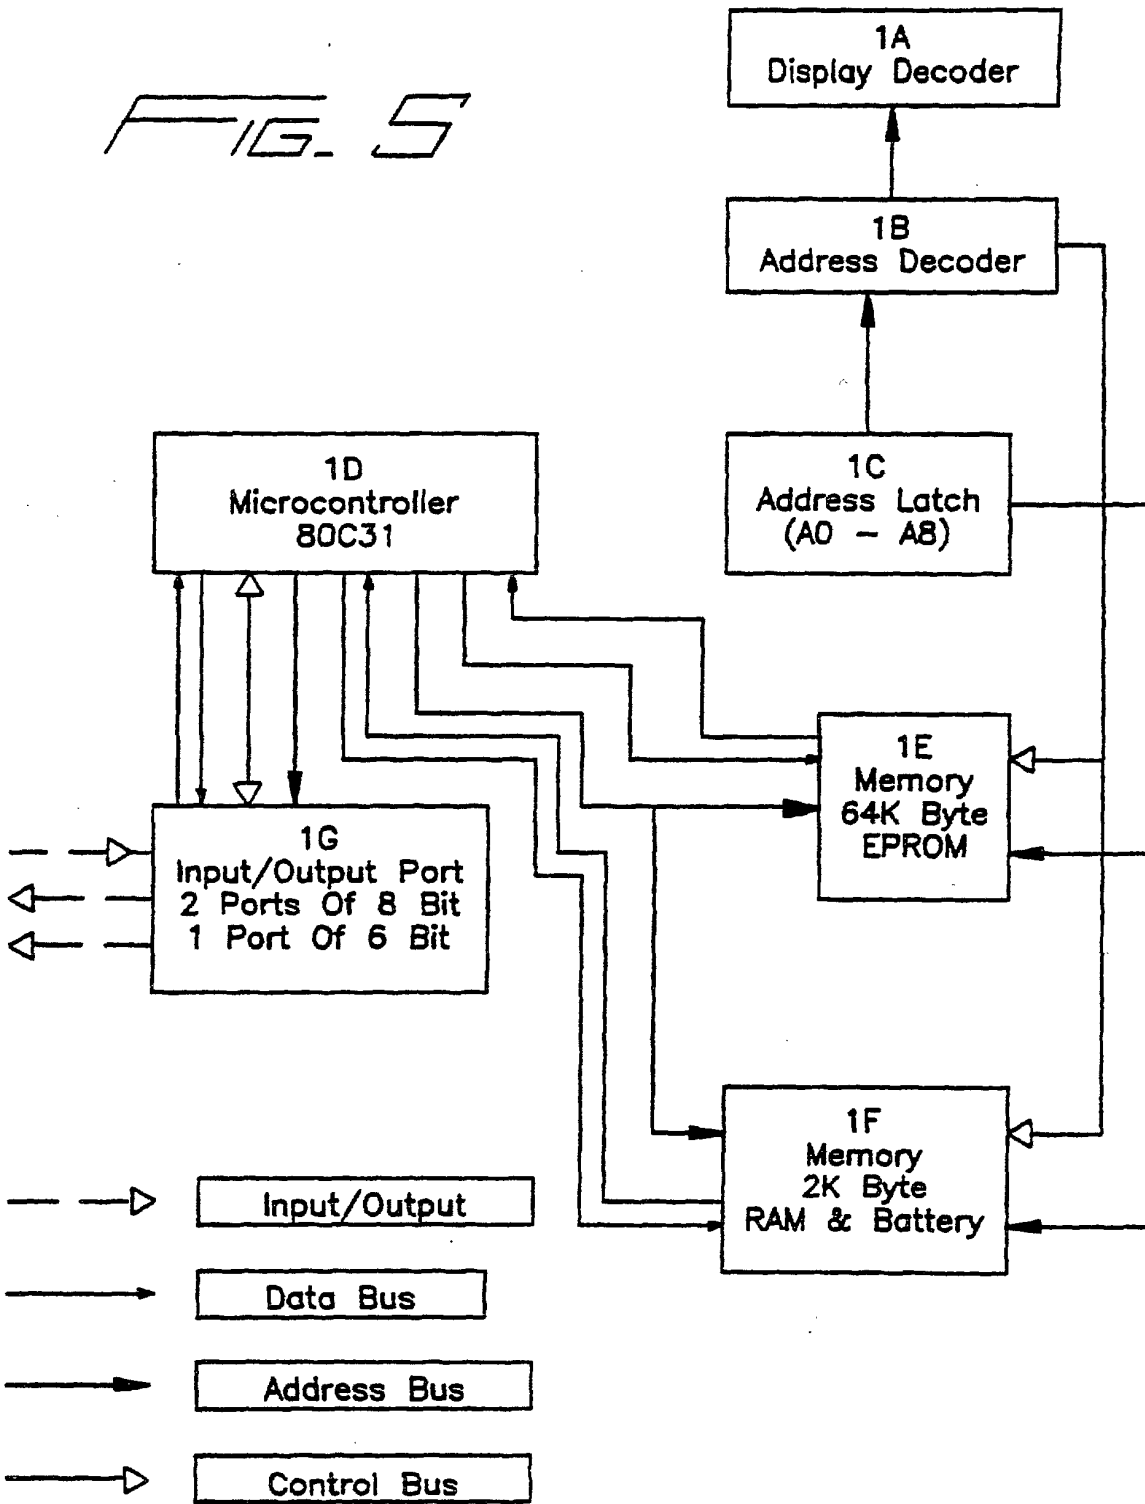 FIG. 5
1A
Display Decoder
1B
Address Decoder
1C
Address Latch
(A0 - A8)
1D
Microcontroller
80C31
1E
Memory
64K Byte
EPROM
1G
Input/Output Port
2 Ports Of 8 Bit
1 Port Of 6 Bit
1F
Memory
2K Byte
RAM & Battery
Input/Output
Data Bus
Address Bus
Control Bus